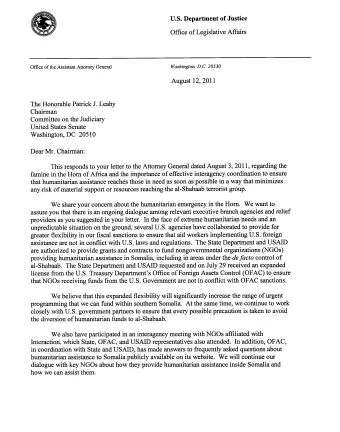 U.S. Department of Justice
Office of Legislative Affairs
Office of the Assistant Attorney General
Washington, D.C. 20530
August 12, 2011
The Honorable Patrick J. Leahy
Chairman
Committee on the Judiciary
United States Senate
Washington, DC 20510
Dear Mr. Chairman:
This responds to your letter to the Attorney General dated August 3, 2011, regarding the
famine in the Horn of Africa and the importance of effective interagency coordination to ensure
that humanitarian assistance reaches those in need as soon as possible in a way that minimizes
any risk of material support or resources reaching the al-Shabaab terrorist group.
We share your concern about the humanitarian emergency in the Horn. We want to
assure you that there is an ongoing dialogue among relevant executive branch agencies and relief
providers as you suggested in your letter. In the face of extreme humanitarian needs and an
unpredictable situation on the ground, several U.S. agencies have collaborated to provide for
greater flexibility in our fiscal sanctions to ensure that aid workers implementing U.S. foreign
assistance are not in conflict with U.S. laws and regulations. The State Department and USAID
are authorized to provide grants and contracts to fund nongovernmental organizations (NGOs)
providing humanitarian assistance in Somalia, including in areas under the de facto control of
al-Shabaab. The State Department and USAID requested and on July 29 received an expanded
license from the U.S. Treasury Department's Office of Foreign Assets Control (OFAC) to ensure
that NGOs receiving funds from the U.S. Government are not in conflict with OFAC sanctions.
We believe that this expanded flexibility will significantly increase the range of urgent
programming that we can fund within southern Somalia. At the same time, we continue to work
closely with U.S. government partners to ensure that every possible precaution is taken to avoid
the diversion of humanitarian funds to al-Shabaab.
We also have participated in an interagency meeting with NGOs affiliated with
Interaction, which State, OFAC, and USAID representatives also attended. In addition, OFAC,
in coordination with State and USAID, has made answers to frequently asked questions about
humanitarian assistance to Somalia publicly available on its website. We will continue our
dialogue with key NGOs about how they provide humanitarian assistance inside Somalia and
how we can assist them.